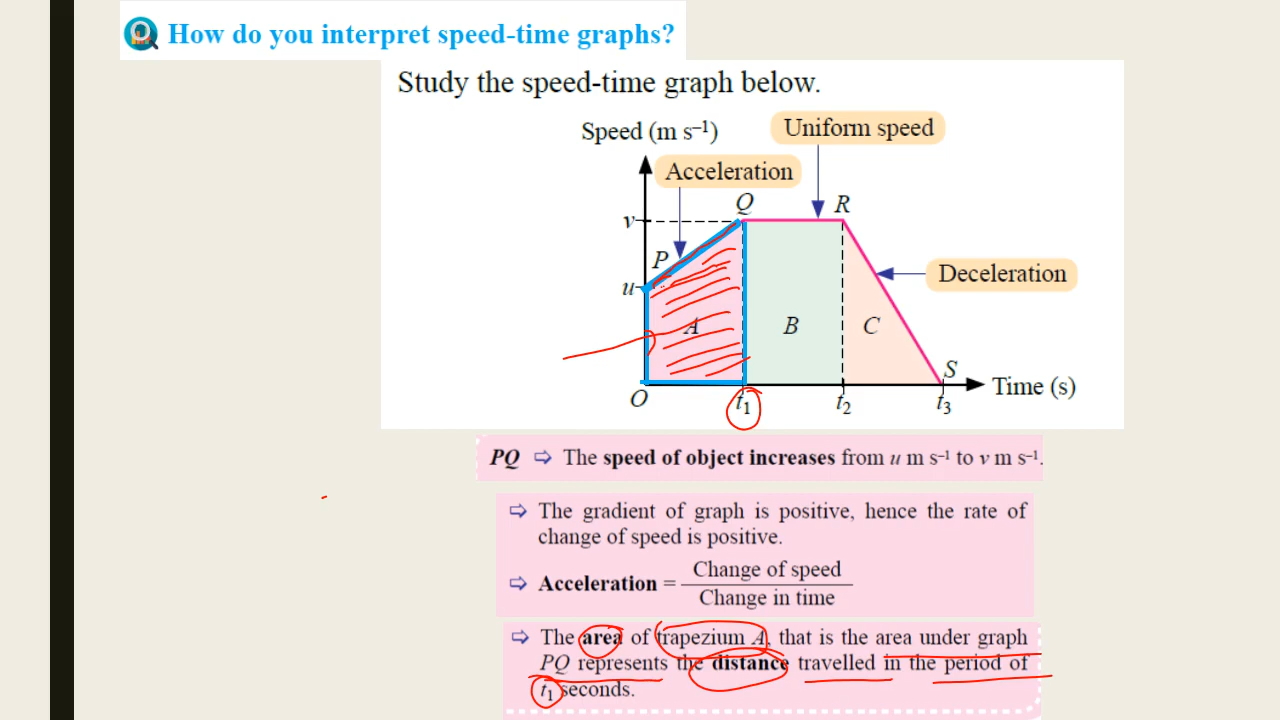 How do you interpret speed-time graphs?
Study the speed-time graph below.
Speed (m s⁻¹)
Uniform speed
Acceleration
Q
R
v
P
u
Deceleration
A
B
C
S
O
t₁
t₂
t₃
Time (s)
PQ ⇨ The speed of object increases from u m s⁻¹ to v m s⁻¹.
⇨ The gradient of graph is positive, hence the rate of
change of speed is positive.
⇨ Acceleration = Change of speed
Change in time
⇨ The area of trapezium A, that is the area under graph
PQ represents the distance travelled in the period of
t₁ seconds.